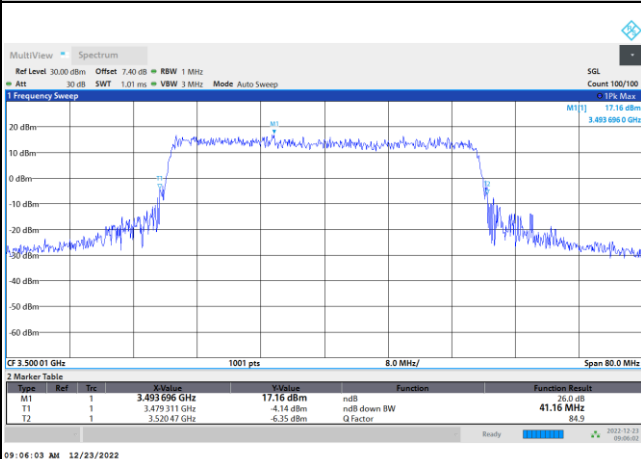 MultiView Spectrum
Ref Level 30.00 dBm Offset 7.40 dB RBW 1 MHz SGL
Att 30 dB SWT 1.01 ms VBW 3 MHz Mode Auto Sweep Count 100/100
1 Frequency Sweep 1Pk Max
M1[1] 17.16 dBm
3.493 696 0 GHz
M1
20 dBm
10 dBm
0 dBm
T1
T2
-10 dBm
-20 dBm
-30 dBm
-40 dBm
-50 dBm
-60 dBm
CF 3.500 01 GHz 1001 pts 8.0 MHz/ Span 80.0 MHz
2 Marker Table
Type Ref Trc X-Value Y-Value Function Function Result
M1 1 3.493 696 GHz 17.16 dBm ndB 26.0 dB
T1 1 3.479 311 GHz -4.14 dBm ndB down BW 41.16 MHz
T2 1 3.520 47 GHz -6.35 dBm Q Factor 84.9
Ready 2022-12-23
09:06:02
09:06:03 AM 12/23/2022